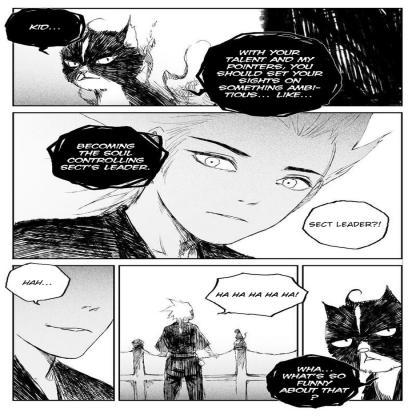 KID...
WITH YOUR
TALENT AND MY
POINTERS, YOU
SHOULD SET YOUR
SIGHTS ON
SOMETHING AMBI-
TIOUS... LIKE...
BECOMING
THE SOUL
CONTROLLING
SECT'S LEADER.
SECT LEADER?!
HAH...
HA HA HA HA HA!
WHA...
WHAT'S SO
FUNNY
ABOUT THAT
?